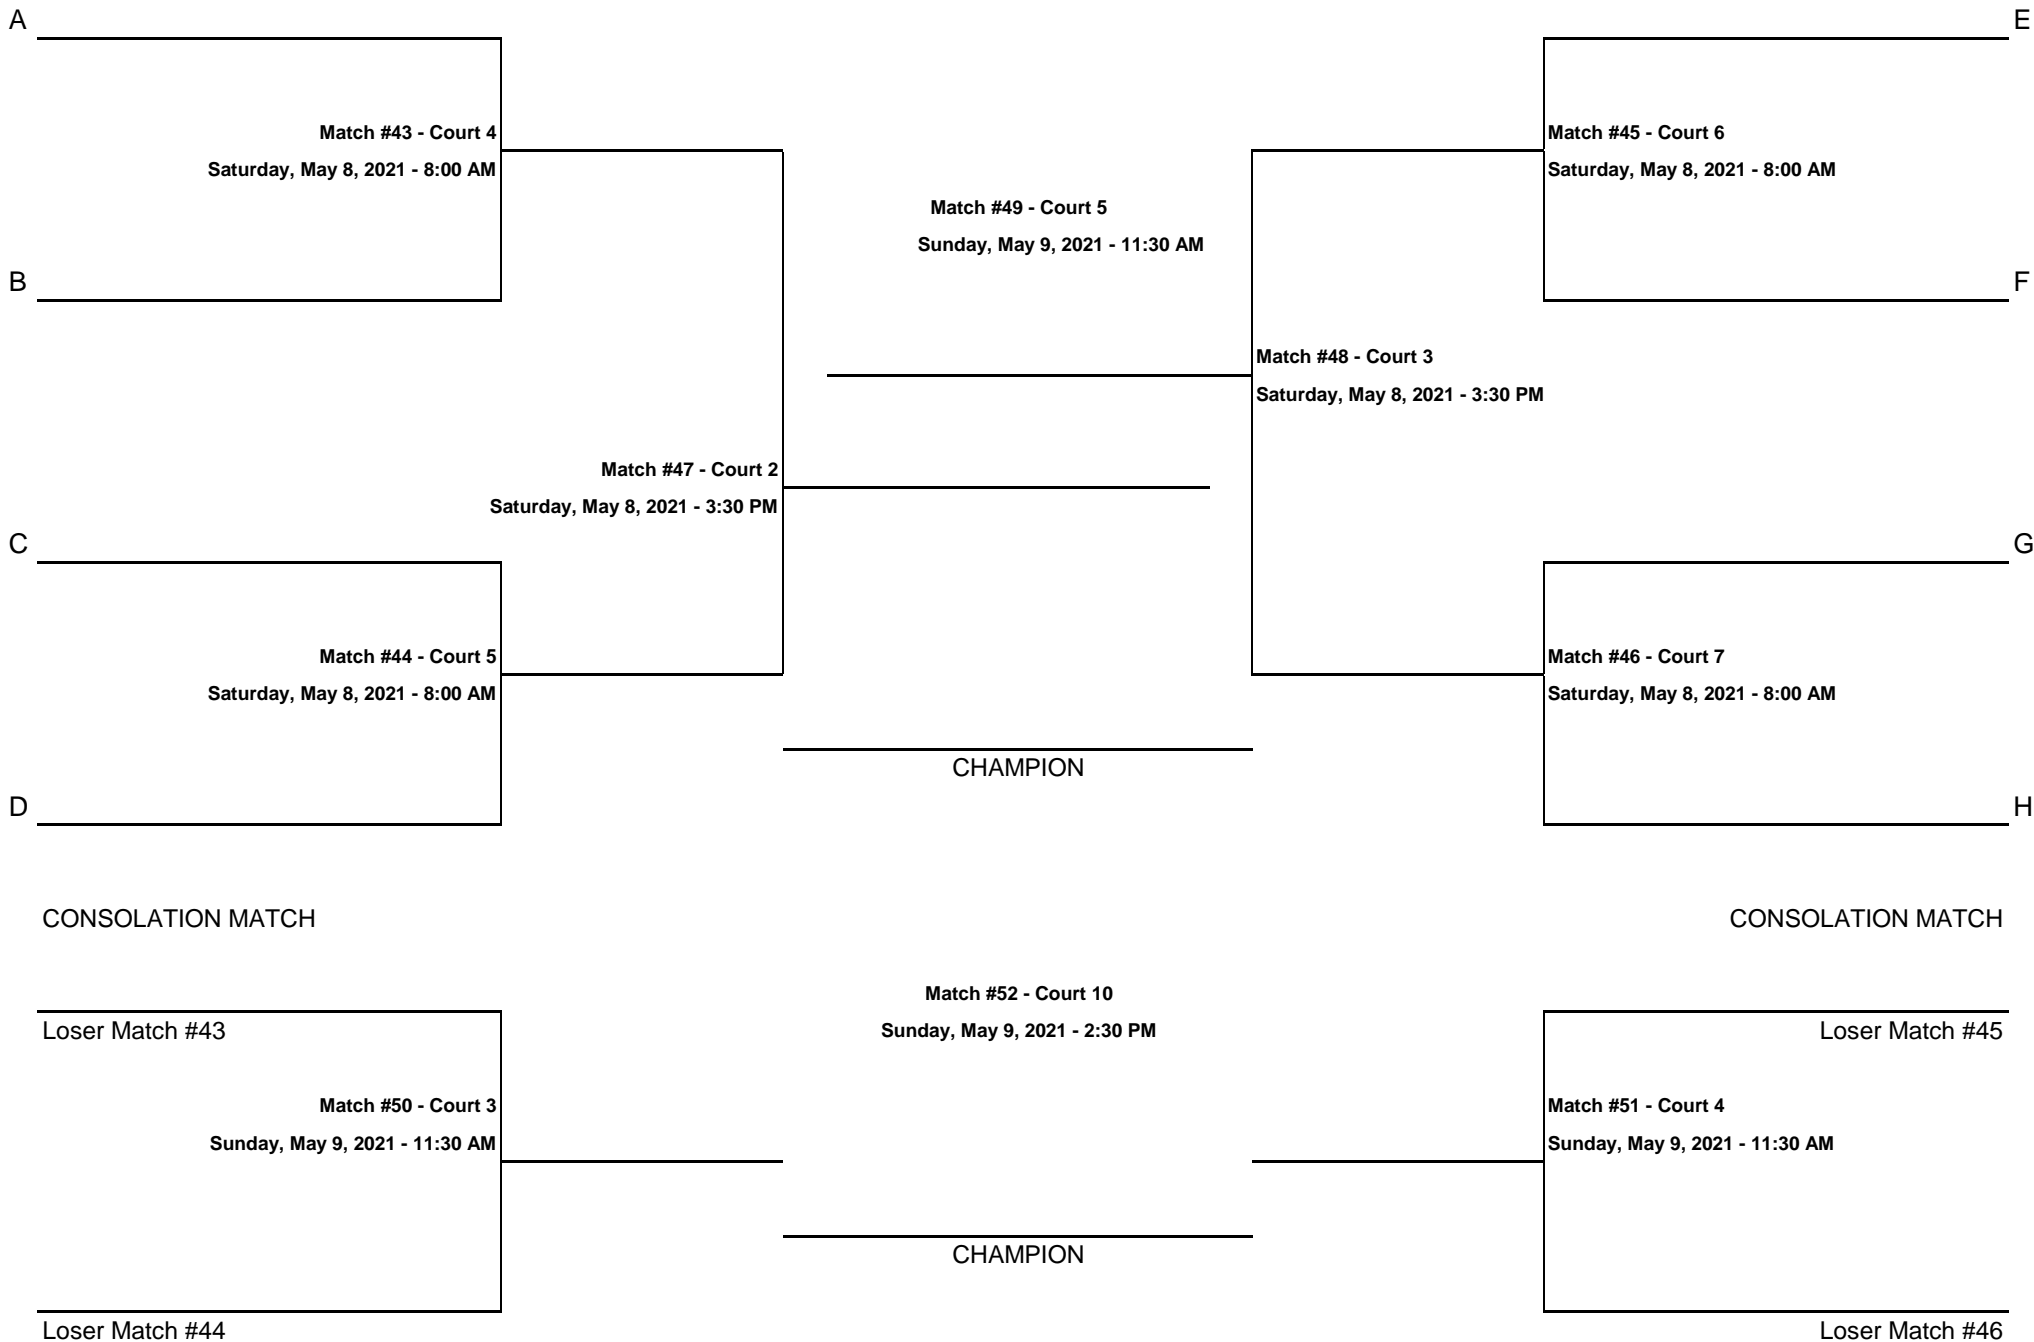 A
E
Match #43 - Court 4
Saturday, May 8, 2021 - 8:00 AM
Match #45 - Court 6
Saturday, May 8, 2021 - 8:00 AM
Match #49 - Court 5
Sunday, May 9, 2021 - 11:30 AM
B
F
Match #48 - Court 3
Saturday, May 8, 2021 - 3:30 PM
Match #47 - Court 2
Saturday, May 8, 2021 - 3:30 PM
C
G
Match #44 - Court 5
Saturday, May 8, 2021 - 8:00 AM
Match #46 - Court 7
Saturday, May 8, 2021 - 8:00 AM
CHAMPION
D
H
CONSOLATION MATCH
CONSOLATION MATCH
Match #52 - Court 10
Sunday, May 9, 2021 - 2:30 PM
Loser Match #43
Loser Match #45
Match #50 - Court 3
Sunday, May 9, 2021 - 11:30 AM
Match #51 - Court 4
Sunday, May 9, 2021 - 11:30 AM
CHAMPION
Loser Match #44
Loser Match #46